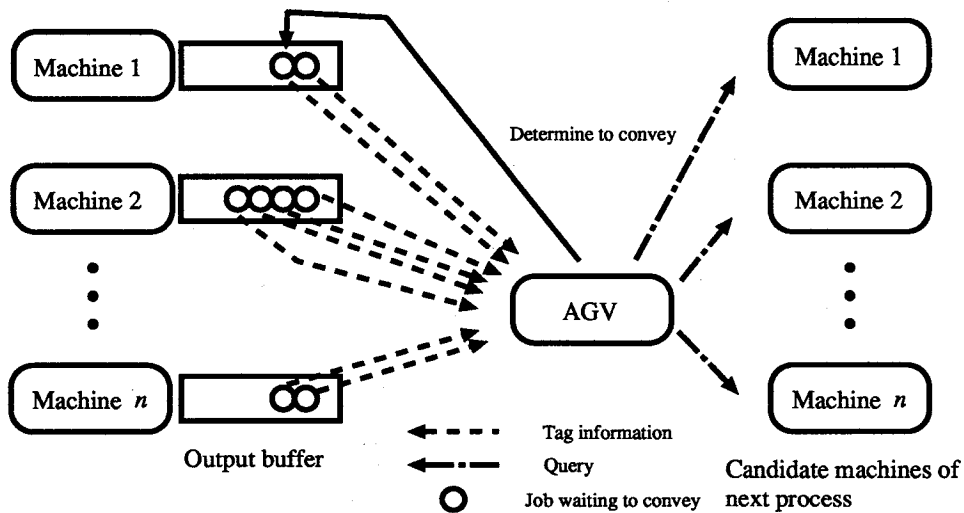 Machine 1
Machine 2
Machine n
Output buffer
Determine to convey
AGV
Tag information
Query
Job waiting to convey
Machine 1
Machine 2
Machine n
Candidate machines of
next process